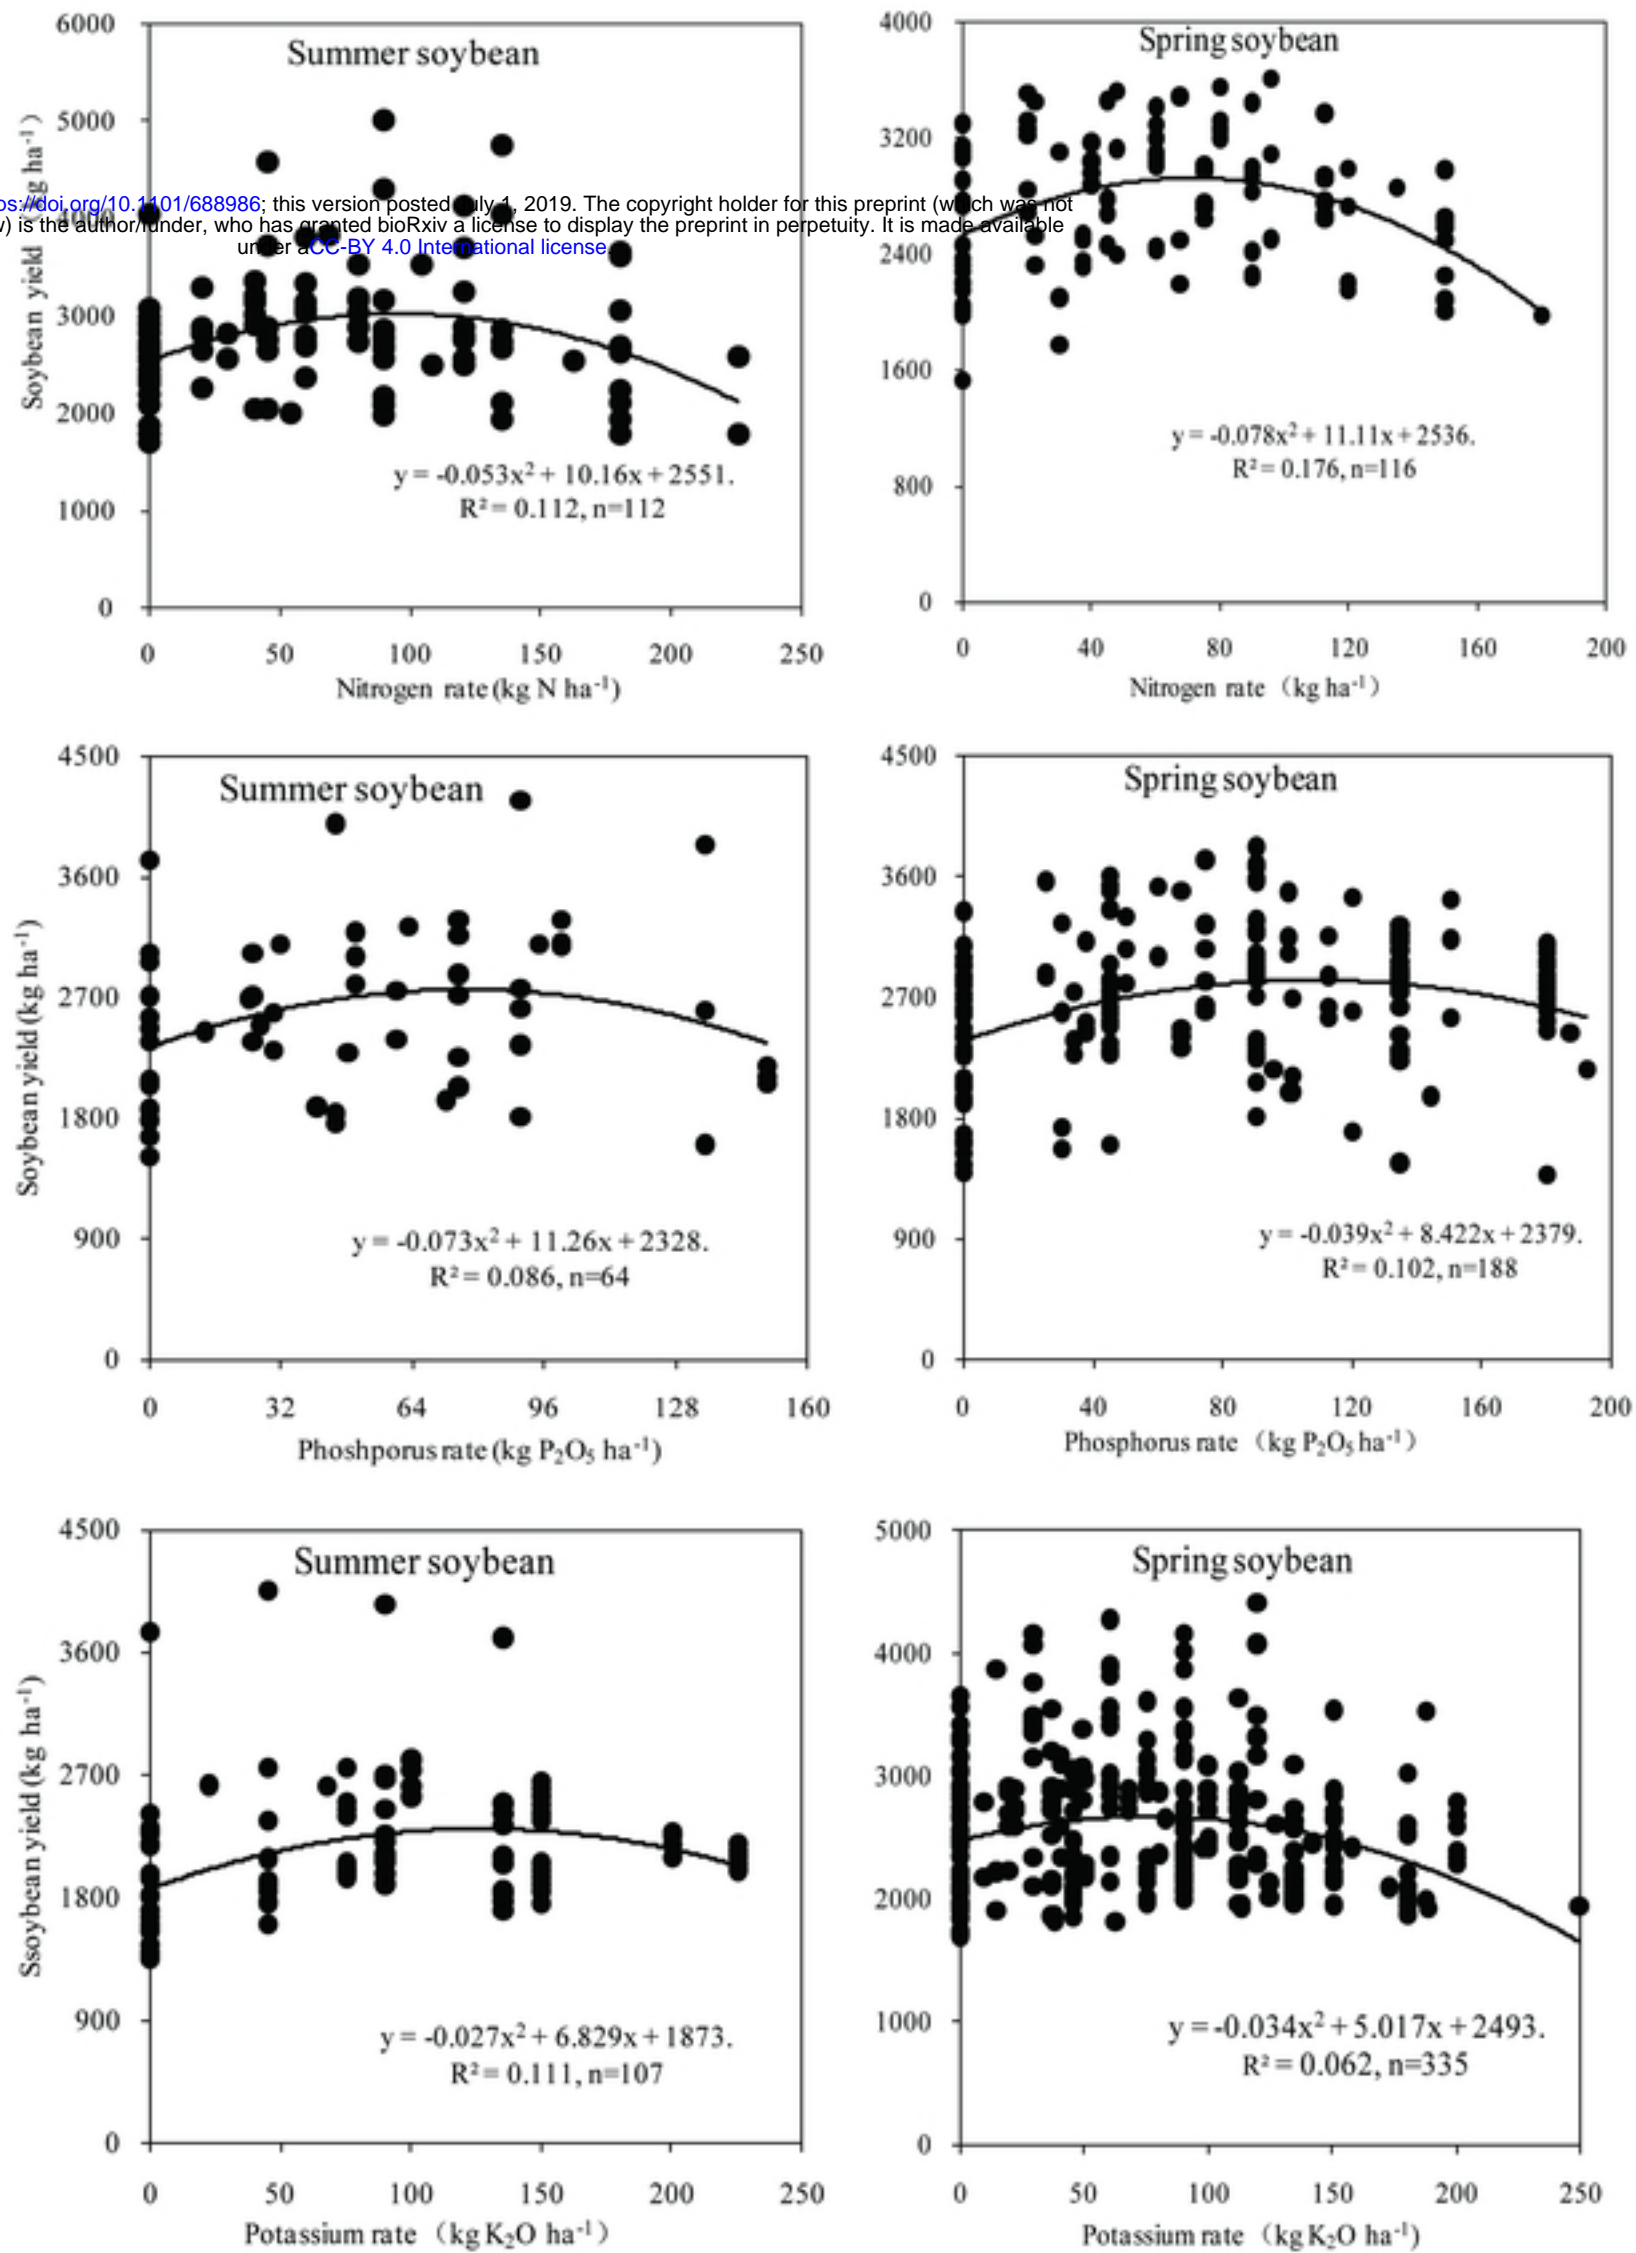 Summer soybean
6000
5000
4000
3000
2000
1000
0
Soybean yield (kg ha⁻¹)
y = -0.053x² + 10.16x + 2551.
R² = 0.112, n=112
0 50 100 150 200 250
Nitrogen rate (kg N ha⁻¹)
Spring soybean
4000
3200
2400
1600
800
0
y = -0.078x² + 11.11x + 2536.
R² = 0.176, n=116
0 40 80 120 160 200
Nitrogen rate （kg ha⁻¹）
os://doi.org/10.1101/688986; this version posted July 1, 2019. The copyright holder for this preprint (which was not
w) is the author/funder, who has granted bioRxiv a license to display the preprint in perpetuity. It is made available
under aCC-BY 4.0 International license.
Summer soybean
4500
3600
2700
1800
900
0
Soybean yield (kg ha⁻¹)
y = -0.073x² + 11.26x + 2328.
R² = 0.086, n=64
0 32 64 96 128 160
Phoshporus rate (kg P₂O₅ ha⁻¹)
Spring soybean
4500
3600
2700
1800
900
0
y = -0.039x² + 8.422x + 2379.
R² = 0.102, n=188
0 40 80 120 160 200
Phosphorus rate （kg P₂O₅ ha⁻¹）
Summer soybean
4500
3600
2700
1800
900
0
Ssoybean yield (kg ha⁻¹)
y = -0.027x² + 6.829x + 1873.
R² = 0.111, n=107
0 50 100 150 200 250
Potassium rate （kg K₂O ha⁻¹）
Spring soybean
5000
4000
3000
2000
1000
0
y = -0.034x² + 5.017x + 2493.
R² = 0.062, n=335
0 50 100 150 200 250
Potassium rate （kg K₂O ha⁻¹)